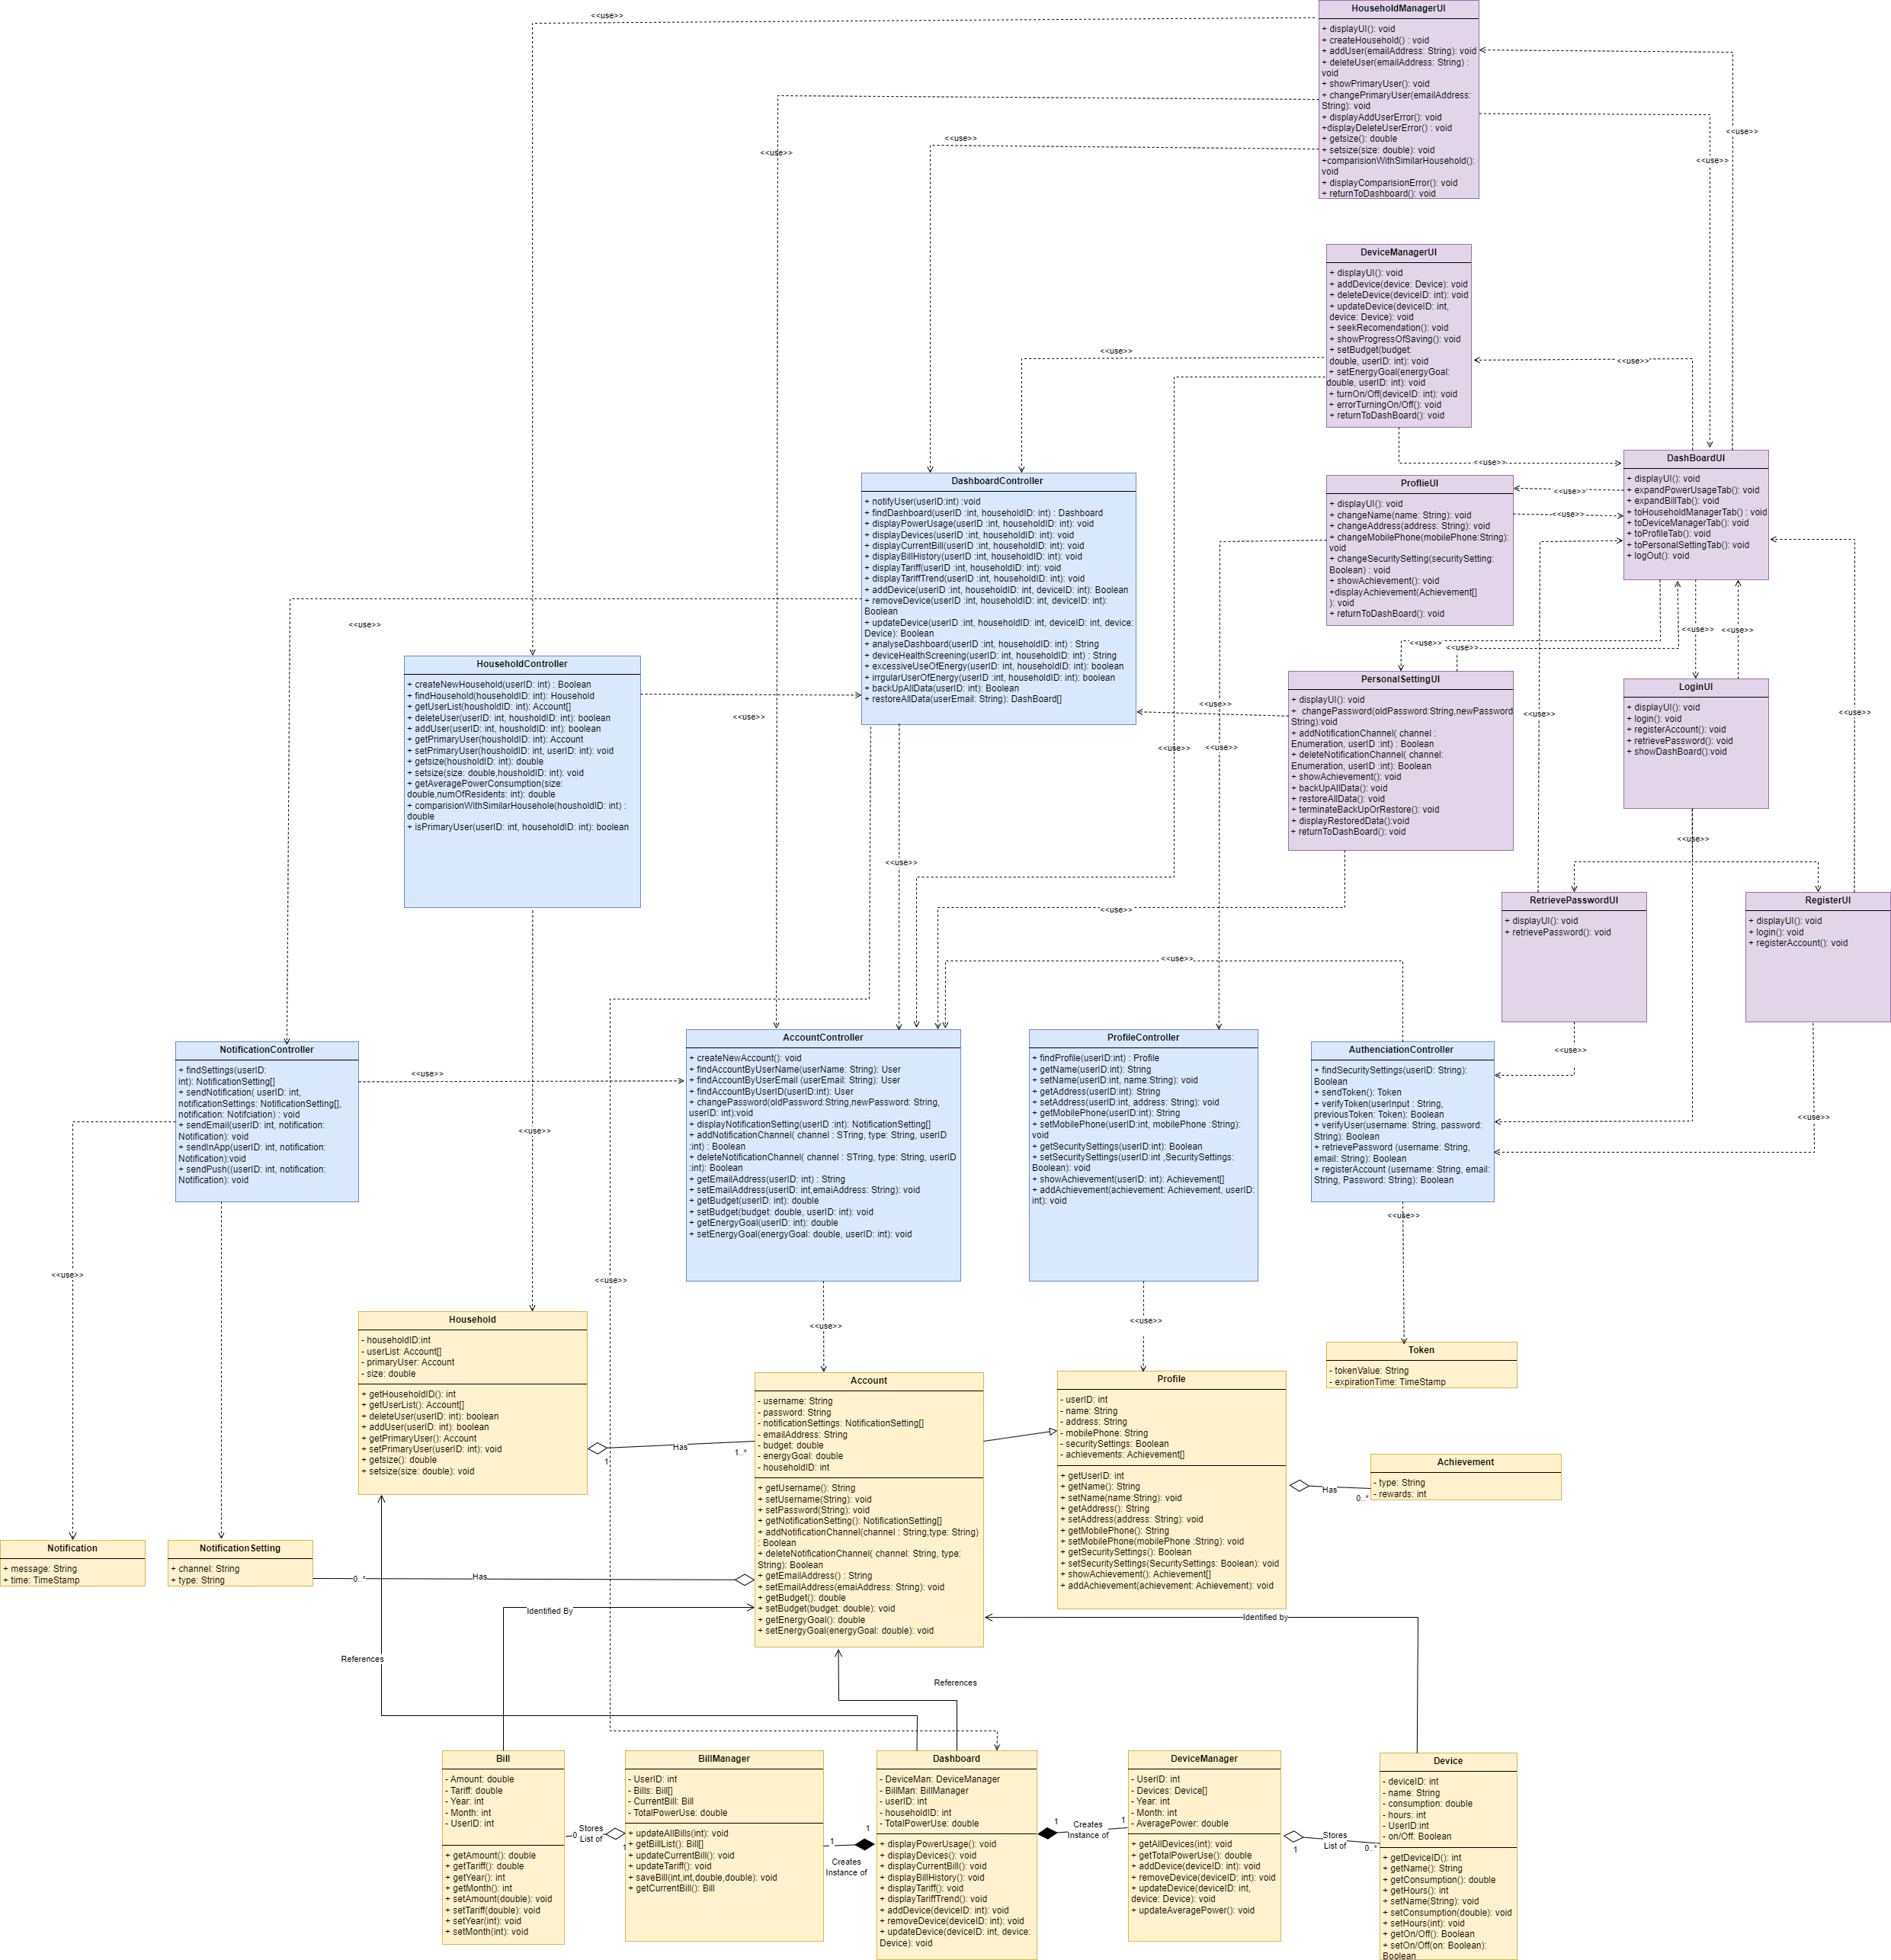 HouseholdManagerUI
+ displayUI(): void
+ createHousehold() : void
+ addUser(emailAddress: String): void
+ deleteUser(emailAddress: String) :
void
+ showPrimaryUser(): void
+ changePrimaryUser(emailAddress:
String): void
+ displayAddUserError(): void
+displayDeleteUserError() : void
+ getsize(): double
+ setsize(size: double): void
+comparisionWithSimilarHousehold():
void
+ displayComparisionError(): void
+ returnToDashboard(): void
<<use>>
<<use>>
<<use>>
<<use>>
<<use>>
DeviceManagerUI
+ displayUI(): void
+ addDevice(device: Device): void
+ deleteDevice(deviceID: int): void
+ updateDevice(deviceID: int,
device: Device): void
+ seekRecomendation(): void
+ showProgressOfSaving(): void
+ setBudget(budget:
double, userID: int): void
+ setEnergyGoal(energyGoal:
double, userID: int): void
+ turnOn/Off(deviceID: int): void
+ errorTurningOn/Off(): void
+ returnToDashBoard(): void
<<use>>
<<use>>
<<use>>
DashBoardUI
+ displayUI(): void
+ expandPowerUsageTab(): void
+ expandBillTab(): void
+ toHouseholdManagerTab() : void
+ toDeviceManagerTab(): void
+ toProfileTab(): void
+ toPersonalSettingTab(): void
+ logOut(): void
ProflieUI
+ displayUI(): void
+ changeName(name: String): void
+ changeAddress(address: String): void
+ changeMobilePhone(mobilePhone:String):
void
+ changeSecuritySetting(securitySetting:
Boolean) : void
+ showAchievement(): void
+displayAchievement(Achievement[]
): void
+ returnToDashBoard(): void
<<use>>
<<use>>
DashboardController
+ notifyUser(userID:int) :void
+ findDashboard(userID :int, householdID: int) : Dashboard
+ displayPowerUsage(userID :int, householdID: int): void
+ displayDevices(userID :int, householdID: int): void
+ displayCurrentBill(userID :int, householdID: int): void
+ displayBillHistory(userID :int, householdID: int): void
+ displayTariff(userID :int, householdID: int): void
+ displayTariffTrend(userID :int, householdID: int): void
+ addDevice(userID :int, householdID: int, deviceID: int): Boolean
+ removeDevice(userID :int, householdID: int, deviceID: int):
Boolean
+ updateDevice(userID :int, householdID: int, deviceID: int, device:
Device): Boolean
+ analyseDashboard(userID :int, householdID: int) : String
+ deviceHealthScreening(userID: int, householdID: int) : String
+ excessiveUseOfEnergy(userID: int, householdID: int): boolean
+ irrgularUserOfEnergy(userID :int, householdID: int): boolean
+ backUpAllData(userID: int): Boolean
+ restoreAllData(userEmail: String): DashBoard[]
<<use>>
<<use>>
<<use>>
<<use>>
<<use>>
<<use>>
HouseholdController
+ createNewHousehold(userID: int) : Boolean
+ findHousehold(householdID: int): Household
+ getUserList(housholdID: int): Account[]
+ deleteUser(userID: int, housholdID: int): boolean
+ addUser(userID: int, housholdID: int): boolean
+ getPrimaryUser(housholdID: int): Account
+ setPrimaryUser(housholdID: int, userID: int): void
+ getsize(housholdID: int): double
+ setsize(size: double,housholdID: int): void
+ getAveragePowerConsumption(size:
double,numOfResidents: int): double
+ comparisionWithSimilarHousehole(housholdID: int) :
double
+ isPrimaryUser(userID: int, householdID: int): boolean
PersonalSettingUI
+ displayUI(): void
+ changePassword(oldPassword:String,newPassword
String):void
+ addNotificationChannel( channel :
Enumeration, userID :int) : Boolean
+ deleteNotificationChannel( channel:
Enumeration, userID :int): Boolean
+ showAchievement(): void
+ backUpAllData(): void
+ restoreAllData(): void
+ terminateBackUpOrRestore(): void
+ displayRestoredData():void
+ returnToDashBoard(): void
LoginUI
+ displayUI(): void
+ login(): void
+ registerAccount(): void
+ retrievePassword(): void
+ showDashBoard():void
<<use>>
<<use>>
<<use>>
<<use>>
<<use>>
<<use>>
<<use>>
<<use>>
<<use>>
RetrievePasswordUI
+ displayUI(): void
+ retrievePassword(): void
RegisterUI
+ displayUI(): void
+ login(): void
+ registerAccount(): void
<<use>>
<<use>>
<<use>>
NotificationController
+ findSettings(userID:
int): NotificationSetting[]
+ sendNotification( userID: int,
notificationSettings: NotificationSetting[],
notification: Notifciation) : void
+ sendEmail(userID: int, notification:
Notification): void
+ sendInApp(userID: int, notification:
Notification):void
+ sendPush((userID: int, notification:
Notification): void
<<use>>
AccountController
+ createNewAccount(): void
+ findAccountByUserName(userName: String): User
+ findAccountByUserEmail (userEmail: String): User
+ findAccountByUserID(userID:int): User
+ changePassword(oldPassword:String,newPassword: String,
userID: int):void
+ displayNotificationSetting(userID :int): NotificationSetting[]
+ addNotificationChannel( channel : STring, type: String, userID
:int) : Boolean
+ deleteNotificationChannel( channel : STring, type: String, userID
:int): Boolean
+ getEmailAddress(userID: int) : String
+ setEmailAddress(userID: int,emaiAddress: String): void
+ getBudget(userID: int): double
+ setBudget(budget: double, userID: int): void
+ getEnergyGoal(userID: int): double
+ setEnergyGoal(energyGoal: double, userID: int): void
ProfileController
+ findProfile(userID:int) : Profile
+ getName(userID:int): String
+ setName(userID:int, name:String): void
+ getAddress(userID:int): String
+ setAddress(userID:int, address: String): void
+ getMobilePhone(userID:int): String
+ setMobilePhone(userID:int, mobilePhone :String):
void
+ getSecuritySettings(userID:int): Boolean
+ setSecuritySettings(userID:int ,SecuritySettings:
Boolean): void
+ showAchievement(userID: int): Achievement[]
+ addAchievement(achievement: Achievement, userID:
int): void
AuthenciationController
+ findSecuritySettings(userID: String):
Boolean
+ sendToken(): Token
+ verifyToken(userInput : String,
previousToken: Token): Boolean
+ verifyUser(username: String, password:
String): Boolean
+ retrievePassword (username: String,
email: String): Boolean
+ registerAccount (username: String, email:
String, Password: String): Boolean
<<use>>
<<use>>
<<use>>
<<use>>
<<use>>
Household
- householdID:int
- userList: Account[]
- primaryUser: Account
- size: double
+ getHouseholdID(): int
+ getUserList(): Account[]
+ deleteUser(userID: int): boolean
+ addUser(userID: int): boolean
+ getPrimaryUser(): Account
+ setPrimaryUser(userID: int): void
+ getsize(): double
+ setsize(size: double): void
Has
1
1..*
Account
- username: String
- password: String
- notificationSettings: NotificationSetting[]
- emailAddress: String
- budget: double
- energyGoal: double
- householdID: int
+ getUsername(): String
+ setUsername(String): void
+ setPassword(String): void
+ getNotificationSetting(): NotificationSetting[]
+ addNotificationChannel(channel : String,type: String)
: Boolean
+ deleteNotificationChannel( channel: String, type:
String): Boolean
+ getEmailAddress() : String
+ setEmailAddress(emaiAddress: String): void
+ getBudget(): double
+ setBudget(budget: double): void
+ getEnergyGoal(): double
+ setEnergyGoal(energyGoal: double): void
Profile
- userID: int
- name: String
- address: String
- mobilePhone: String
- securitySettings: Boolean
- achievements: Achievement[]
+ getUserID: int
+ getName(): String
+ setName(name:String): void
+ getAddress(): String
+ setAddress(address: String): void
+ getMobilePhone(): String
+ setMobilePhone(mobilePhone :String): void
+ getSecuritySettings(): Boolean
+ setSecuritySettings(SecuritySettings: Boolean): void
+ showAchievement(): Achievement[]
+ addAchievement(achievement: Achievement): void
Token
- tokenValue: String
- expirationTime: TimeStamp
Achievement
- type: String
- rewards: int
Has
0..*
Notification
+ message: String
+ time: TimeStamp
NotificationSetting
+ channel: String
+ type: String
0..*
Has
Identified By
Identified by
References
References
Bill
- Amount: double
- Tariff: double
- Year: int
- Month: int
- UserID: int
+ getAmount(): double
+ getTariff(): double
+ getYear(): int
+ getMonth(): int
+ setAmount(double): void
+ setTariff(double): void
+ setYear(int): void
+ setMonth(int): void
0
Stores
List of
1
BillManager
- UserID: int
- Bills: Bill[]
- CurrentBill: Bill
- TotalPowerUse: double
+ updateAllBills(int): void
+ getBillList(): Bill[]
+ updateCurrentBill(): void
+ updateTariff(): void
+ saveBill(int,int,double,double): void
+ getCurrentBill(): Bill
1
1
Creates
Instance of
Dashboard
- DeviceMan: DeviceManager
- BillMan: BillManager
- userID: int
- householdID: int
- TotalPowerUse: double
+ displayPowerUsage(): void
+ displayDevices(): void
+ displayCurrentBill(): void
+ displayBillHistory(): void
+ displayTariff(): void
+ displayTariffTrend(): void
+ addDevice(deviceID: int): void
+ removeDevice(deviceID: int): void
+ updateDevice(deviceID: int, device:
Device): void
1
Creates
Instance of
1
DeviceManager
- UserID: int
- Devices: Device[]
- Year: int
- Month: int
- AveragePower: double
+ getAllDevices(int): void
+ getTotalPowerUse(): double
+ addDevice(deviceID: int): void
+ removeDevice(deviceID: int): void
+ updateDevice(deviceID: int,
device: Device): void
+ updateAveragePower(): void
1
Stores
List of
0..*
Device
- deviceID: int
- name: String
- consumption: double
- hours: int
- UserID:int
- on/Off: Boolean
+ getDeviceID(): int
+ getName(): String
+ getConsumption(): double
+ getHours(): int
+ setName(String): void
+ setConsumption(double): void
+ setHours(int): void
+ getOn/Off(): Boolean
+ setOn/Off(on: Boolean):
Boolean